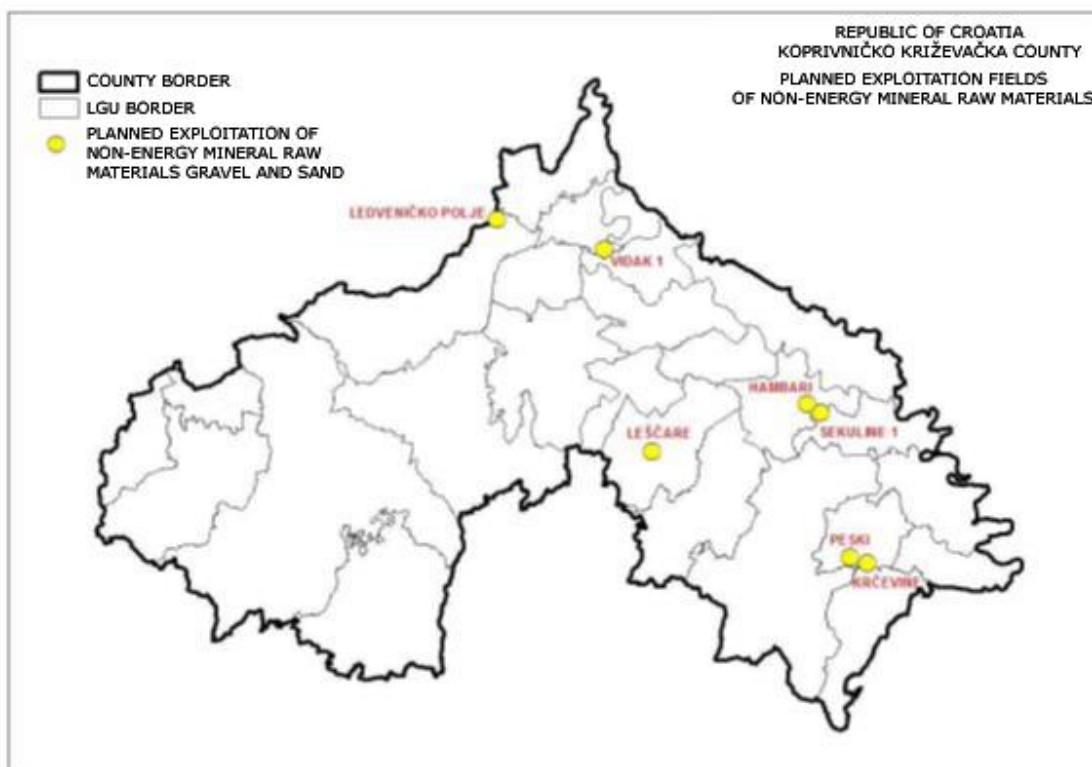 REPUBLIC OF CROATIA
KOPRIVNIČKO KRIŽEVAČKA COUNTY
PLANNED EXPLOITATION FIELDS
OF NON-ENERGY MINERAL RAW MATERIALS
COUNTY BORDER
LGU BORDER
PLANNED EXPLOITATION OF
NON-ENERGY MINERAL RAW
MATERIALS GRAVEL AND SAND
LEDVENIČKO POLJE
VIDAK 1
HAMBARI
SEKULINE 1
LEŠČARE
PESKI
KRČEVINE